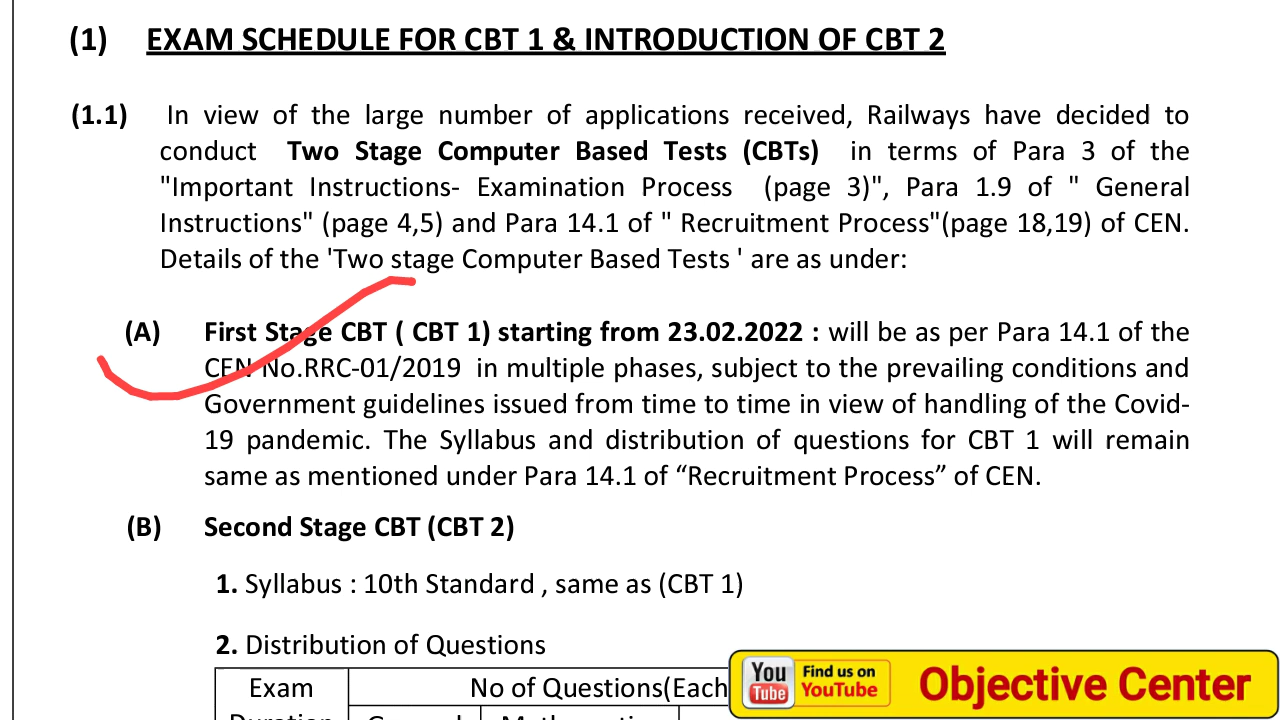 (1) EXAM SCHEDULE FOR CBT 1 & INTRODUCTION OF CBT 2
(1.1) In view of the large number of applications received, Railways have decided to
conduct Two Stage Computer Based Tests (CBTs) in terms of Para 3 of the
"Important Instructions- Examination Process (page 3)", Para 1.9 of " General
Instructions" (page 4,5) and Para 14.1 of " Recruitment Process"(page 18,19) of CEN.
Details of the 'Two stage Computer Based Tests ' are as under:
(A) First Stage CBT ( CBT 1) starting from 23.02.2022 : will be as per Para 14.1 of the
CEN No.RRC-01/2019 in multiple phases, subject to the prevailing conditions and
Government guidelines issued from time to time in view of handling of the Covid-
19 pandemic. The Syllabus and distribution of questions for CBT 1 will remain
same as mentioned under Para 14.1 of “Recruitment Process” of CEN.
(B) Second Stage CBT (CBT 2)
1. Syllabus : 10th Standard , same as (CBT 1)
2. Distribution of Questions
Exam No of Questions(Each
Duration
You Tube Find us on YouTube Objective Center